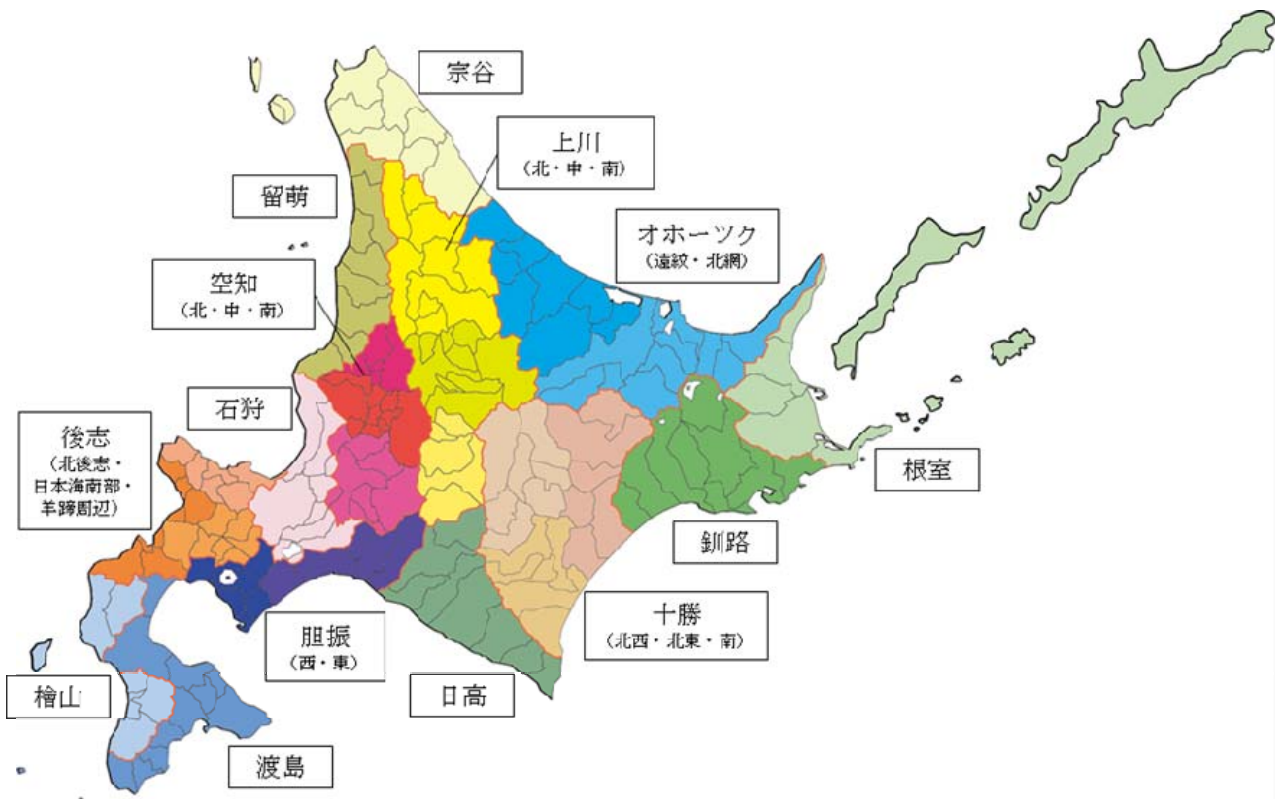 宗谷
上川
(北・中・南)
留萌
オホーツク
(遠紋・北網)
空知
(北・中・南)
石狩
後志
(北後志・
日本海南部・
羊蹄周辺)
根室
釧路
十勝
(北西・北東・南)
胆振
(西・東)
日高
檜山
渡島